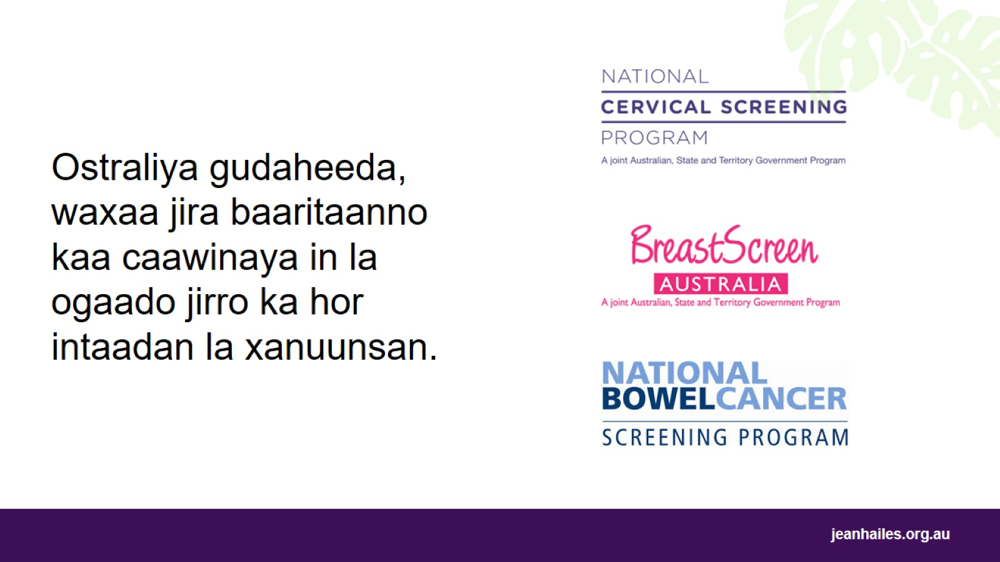 Ostraliya gudaheeda,
waxaa jira baaritaanno
kaa caawinaya in la
ogaado jirro ka hor
intaadan la xanuunsan.
NATIONAL
CERVICAL SCREENING
PROGRAM
A joint Australian, State and Territory Government Program
BreastScreen
AUSTRALIA
A joint Australian, State and Territory Government Program
NATIONAL
BOWELCANCER
SCREENING PROGRAM
jeanhailes.org.au